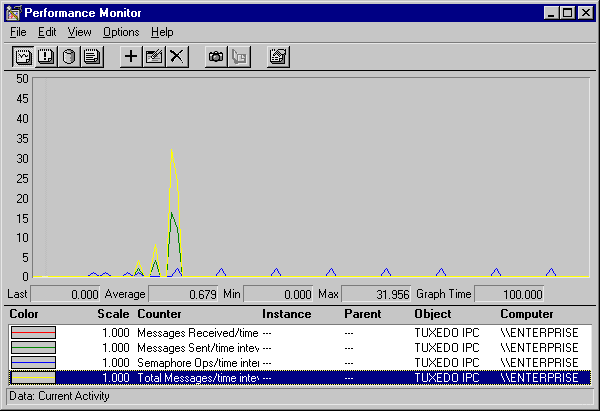 Performance Monitor
File Edit View Options Help
50
45
40
35
30
25
20
15
10
5
0
Last 0.000 Average 0.679 Min 0.000 Max 31.956 Graph Time 100.000
Color Scale Counter Instance Parent Object Computer
1.000 Messages Received/time --- --- TUXEDO IPC \\ENTERPRISE
1.000 Messages Sent/time inter --- --- TUXEDO IPC \\ENTERPRISE
1.000 Semaphore Ops/time inter --- --- TUXEDO IPC \\ENTERPRISE
1.000 Total Messages/time inter --- --- TUXEDO IPC \\ENTERPRISE
Data: Current Activity